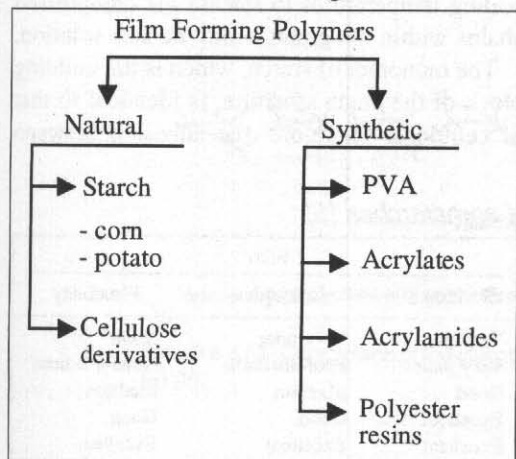 Film Forming Polymers
Natural
Starch
- corn
- potato
Cellulose
derivatives
Synthetic
PVA
Acrylates
Acrylamides
Polyester
resins